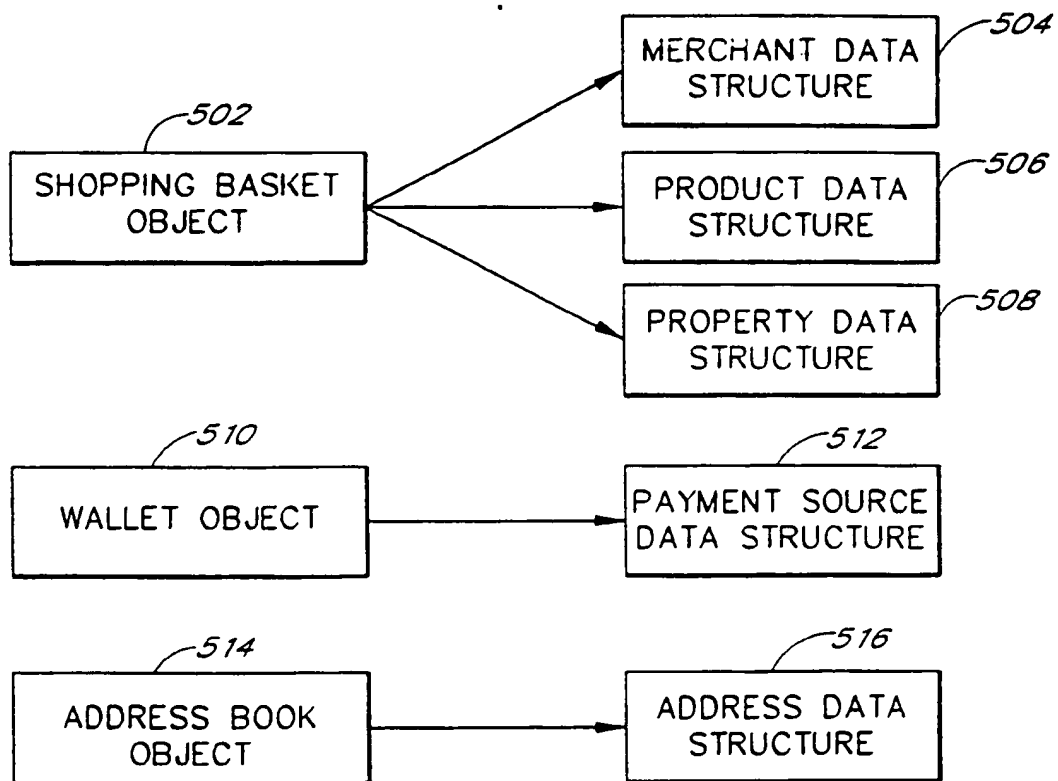 504
MERCHANT DATA
STRUCTURE
502
SHOPPING BASKET
OBJECT
506
PRODUCT DATA
STRUCTURE
508
PROPERTY DATA
STRUCTURE
510
WALLET OBJECT
512
PAYMENT SOURCE
DATA STRUCTURE
514
ADDRESS BOOK
OBJECT
516
ADDRESS DATA
STRUCTURE